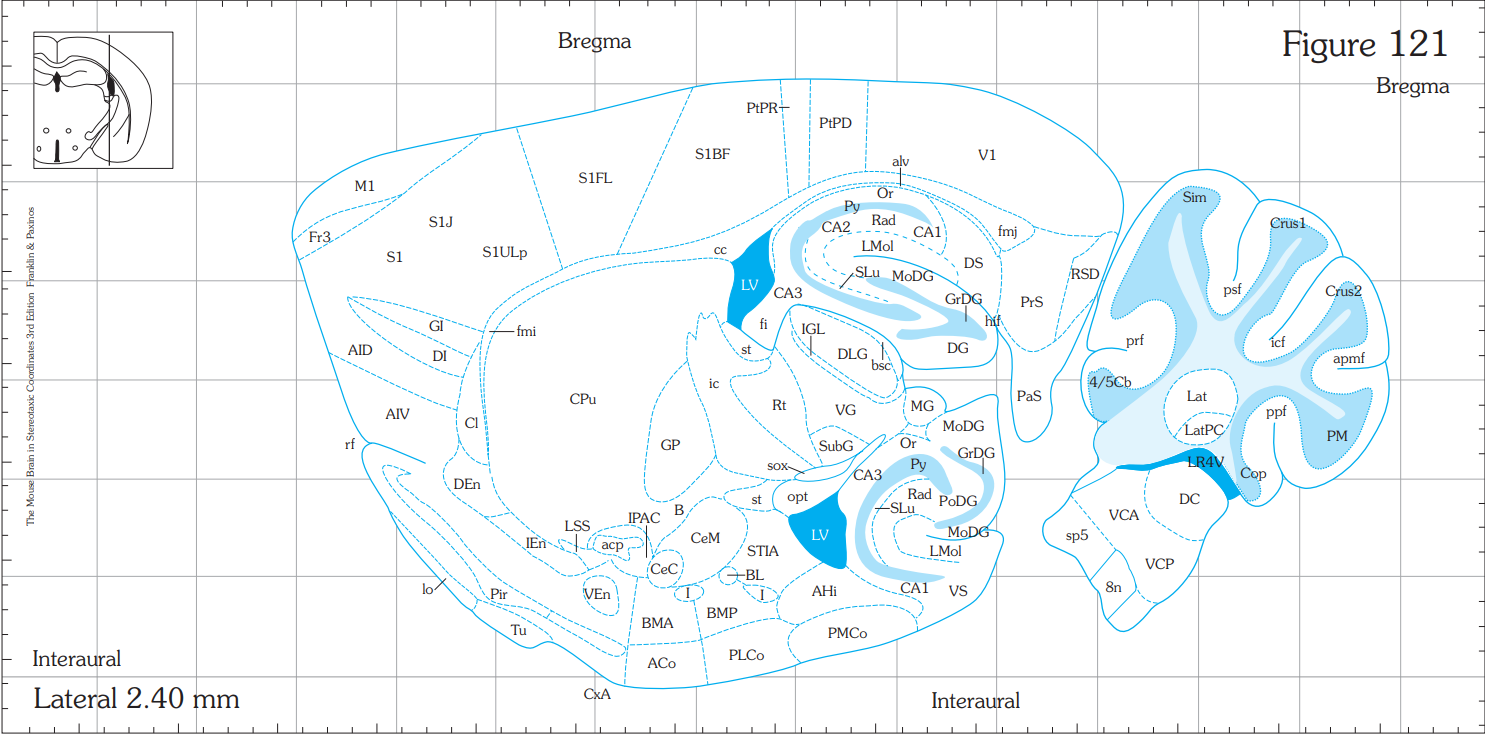 Bregma
Figure 121
Bregma
PtPR
PtPD
S1BF
V1
alv
S1FL
M1
Or
Sim
Py
Rad
CA2
CA1
S1J
Fr3
fmj
Crus1
LMol
cc
S1ULp
S1
DS
SLu
MoDG
RSD
LV
CA3
psf
Crus2
GrDG
PrS
hif
fi
IGL
GI
fmi
prf
icf
AID
DI
st
DLG
bsc
DG
apmf
ic
4/5Cb
CPu
PaS
Lat
Rt
VG
MG
AIV
ppf
Cl
MoDG
LatPC
PM
rf
GP
SubG
Or
GrDG
sox
CA3
Py
LR4V
Cop
DEn
st
opt
Rad
PoDG
SLu
DC
B
IPAC
VCA
LSS
MoDG
lEn
acp
CeM
LV
sp5
STIA
LMol
CeC
BL
VCP
lo
Pir
VEn
I
I
AHi
CA1
VS
8n
BMA
BMP
Tu
PMCo
ACo
PLCo
CxA
The Mouse Brain in Stereotaxic Coordinates 3rd Edition Franklin & Paxinos
Interaural
Lateral 2.40 mm
Interaural